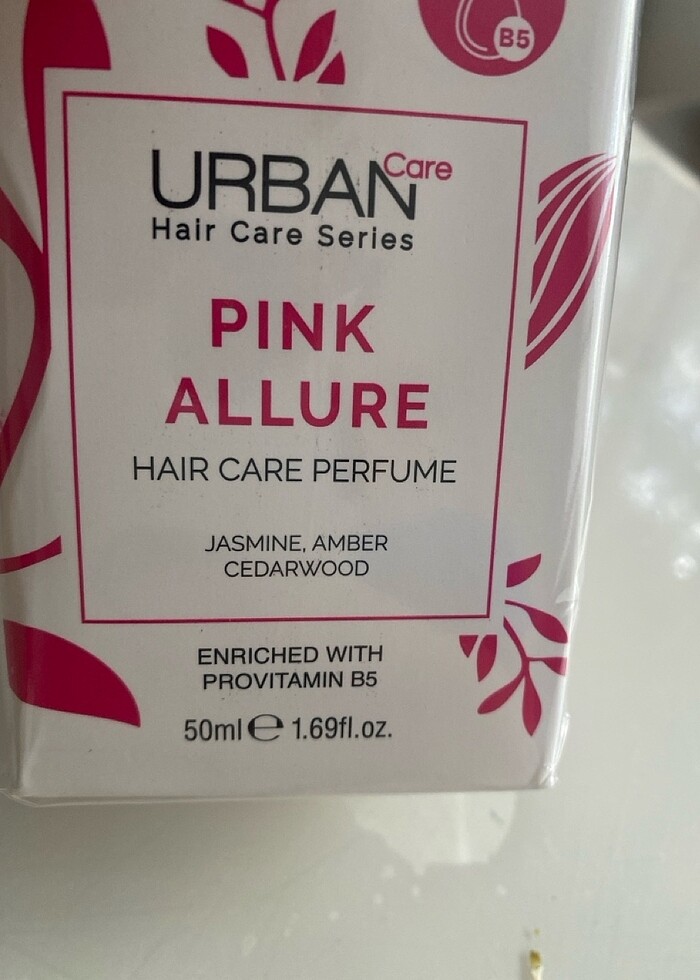 B5
URBAN Care
Hair Care Series
PINK
ALLURE
HAIR CARE PERFUME
JASMINE, AMBER
CEDARWOOD
ENRICHED WITH
PROVITAMIN B5
50ml ℮ 1.69fl.oz.